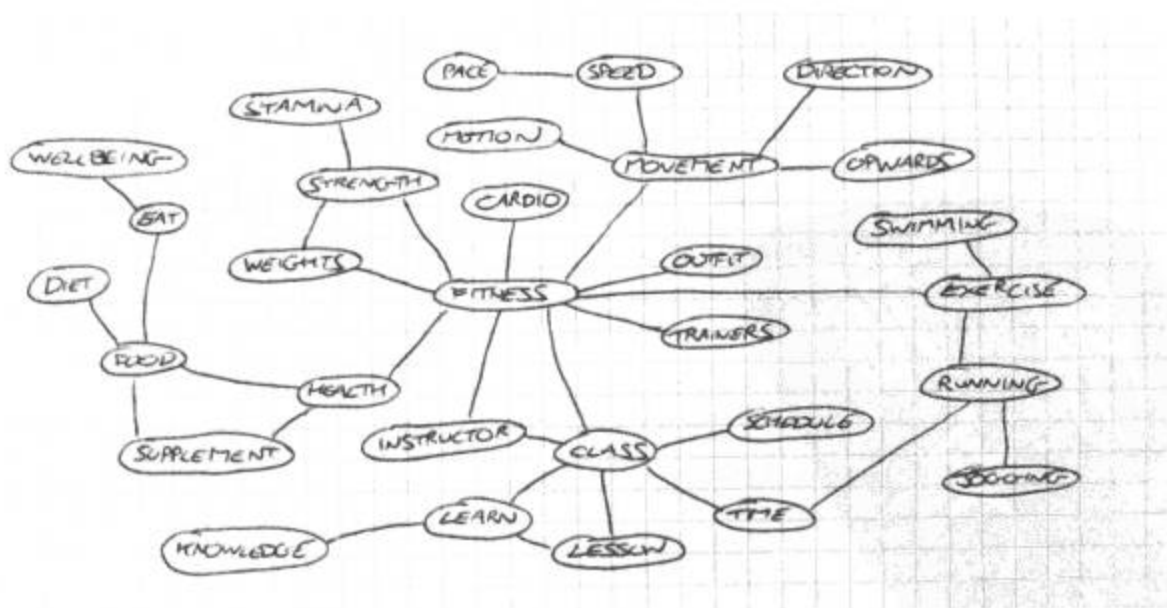 PACE
SPEED
DIRECTION
STAMINA
MOTION
WELLBEING
MOVEMENT
UPWARDS
STRENGTH
CARDIO
EAT
SWIMMING
WEIGHTS
OUTFIT
DIET
FITNESS
EXERCISE
TRAINERS
FOOD
HEALTH
RUNNING
SCHEDULE
INSTRUCTOR
CLASS
SUPPLEMENT
JOGGING
LEARN
TIME
KNOWLEDGE
LESSON